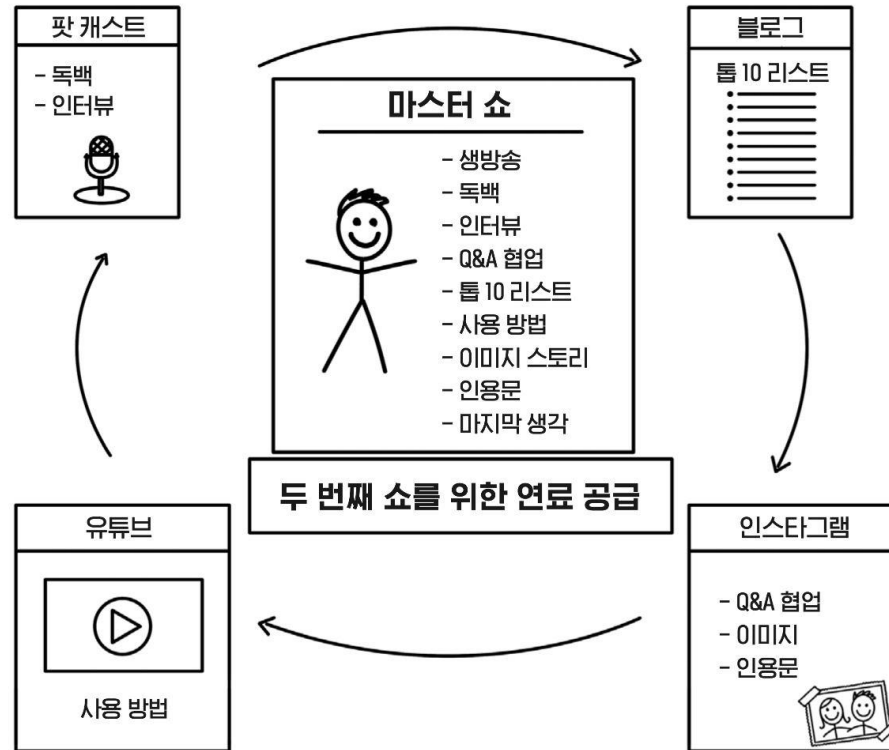 팟 캐스트
- 독백
- 인터뷰
마스터 쇼
- 생방송
- 독백
- 인터뷰
- Q&A 협업
- 톱 10 리스트
- 사용 방법
- 이미지 스토리
- 인용문
- 마지막 생각
두 번째 쇼를 위한 연료 공급
블로그
톱 10 리스트
유튜브
사용 방법
인스타그램
- Q&A 협업
- 이미지
- 인용문